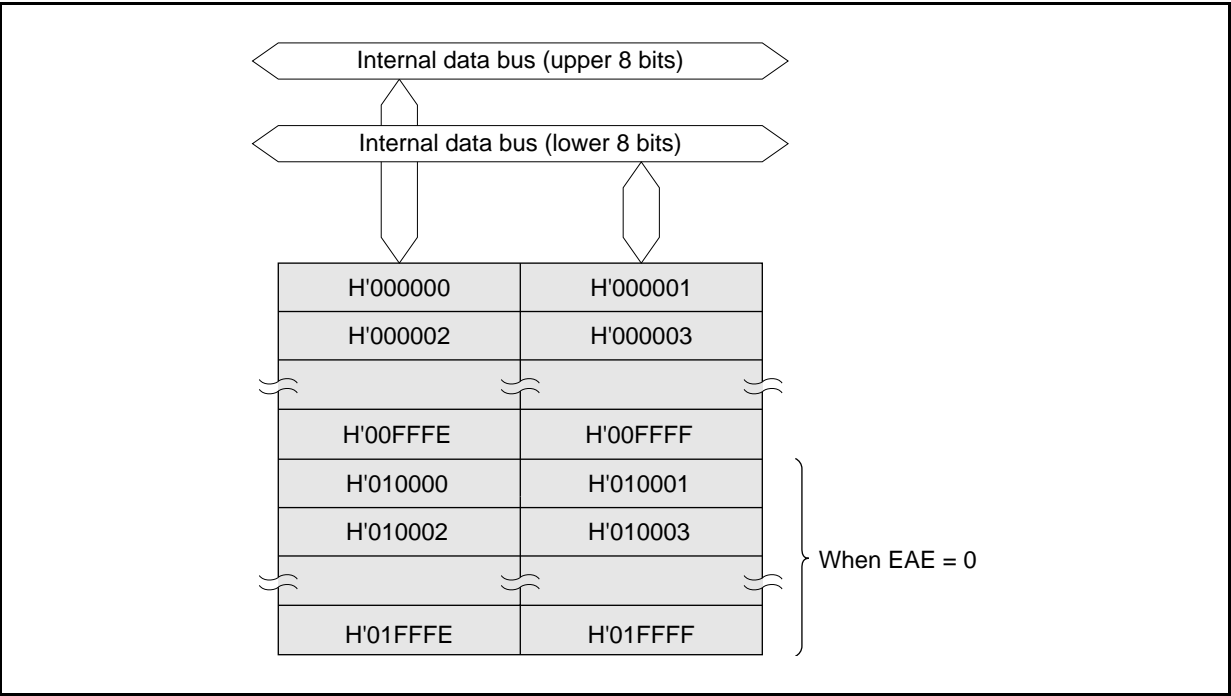 Internal data bus (upper 8 bits)
Internal data bus (lower 8 bits)
H'000000 H'000001
H'000002 H'000003
H'00FFFE H'00FFFF
H'010000 H'010001
H'010002 H'010003
When EAE = 0
H'01FFFE H'01FFFF